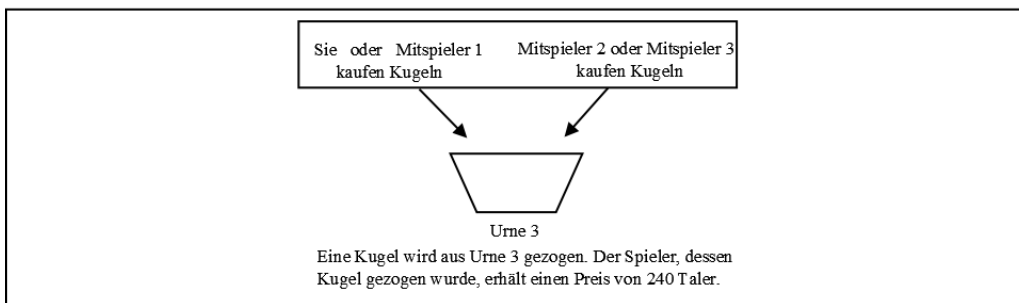 Sie oder Mitspieler 1
kaufen Kugeln
Mitspieler 2 oder Mitspieler 3
kaufen Kugeln
Urne 3
Eine Kugel wird aus Urne 3 gezogen. Der Spieler, dessen
Kugel gezogen wurde, erhält einen Preis von 240 Taler.